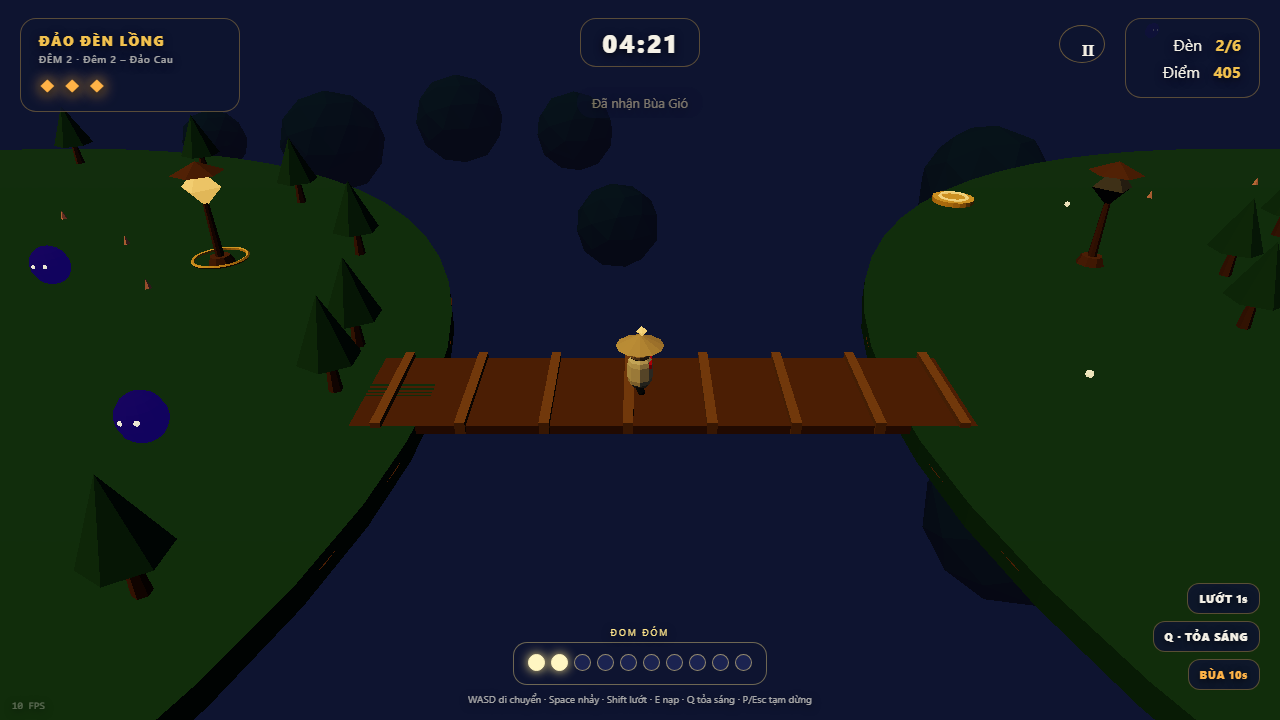 ĐẢO ĐÈN LỒNG
ĐÊM 2 · Đêm 2 – Đảo Cau
04:21
Đã nhận Bùa Gió
II
Đèn 2/6
Điểm 405
ĐOM ĐÓM
WASD di chuyển · Space nhảy · Shift lướt · E nạp · Q tỏa sáng · P/Esc tạm dừng
LƯỚT 1s
Q · TỎA SÁNG
BÙA 10s
10 FPS